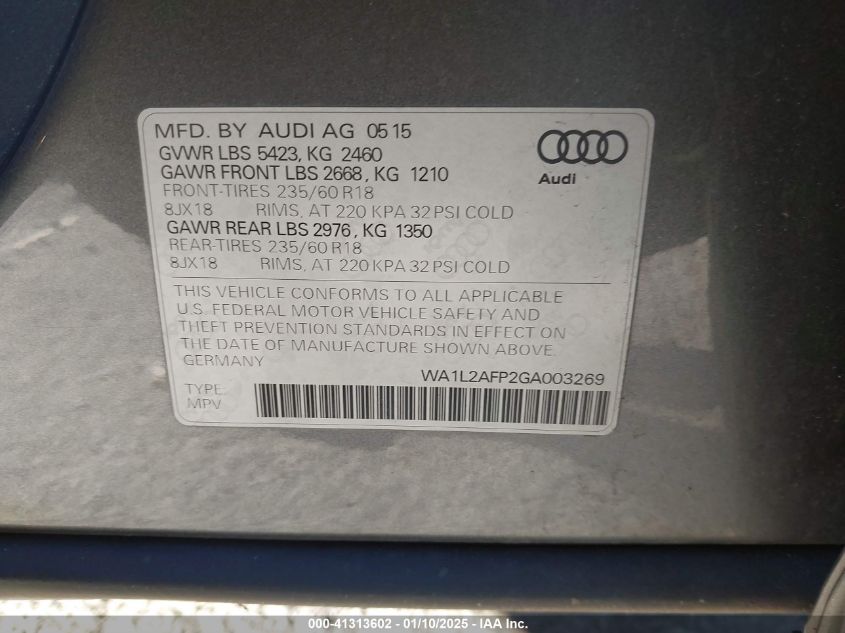 MFD. BY AUDI AG 0515
GVWR LBS 5423, KG 2460
GAWR FRONT LBS 2668, KG 1210
FRONT-TIRES 235/60 R18
8JX18 RIMS, AT 220 KPA 32 PSI COLD
GAWR REAR LBS 2976, KG 1350
REAR-TIRES 235/60 R18
8JX18 RIMS, AT 220 KPA 32 PSI COLD
Audi
THIS VEHICLE CONFORMS TO ALL APPLICABLE
U.S. FEDERAL MOTOR VEHICLE SAFETY AND
THEFT PREVENTION STANDARDS IN EFFECT ON
THE DATE OF MANUFACTURE SHOWN ABOVE.
GERMANY
WA1L2AFP2GA003269
TYPE:
MPV
000-41313602 - 01/10/2025 - IAA Inc.